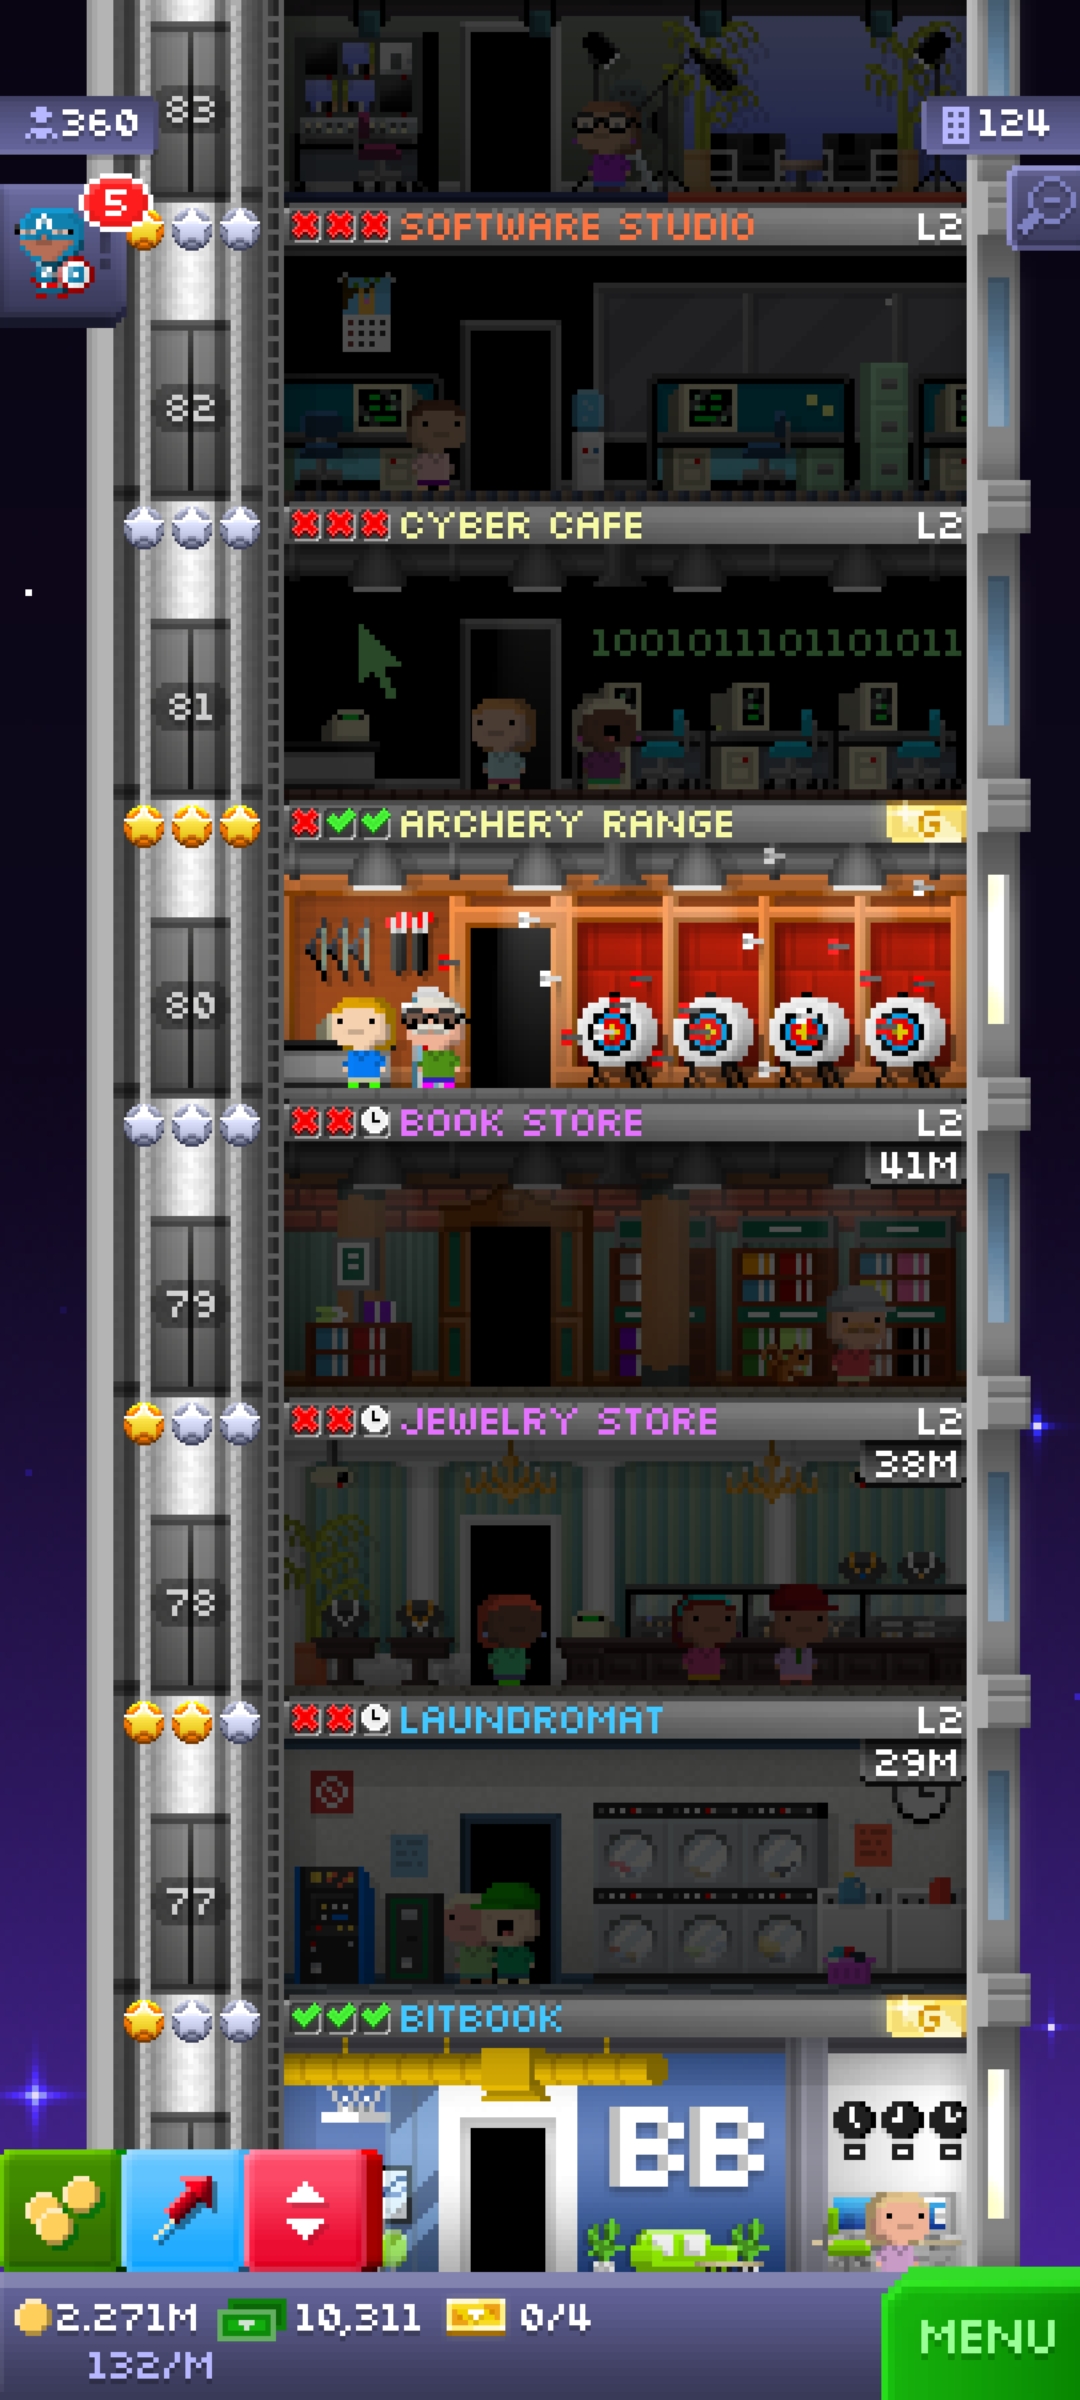 83
360
124
5
SOFTWARE STUDIO L2
82
CYBER CAFE L2
1001011101101011
81
ARCHERY RANGE G
80
BOOK STORE L2
41M
79
JEWELRY STORE L2
38M
78
LAUNDROMAT L2
29M
77
BITBOOK G
BB
2.271M 10,311 0/4
132/M
MENU